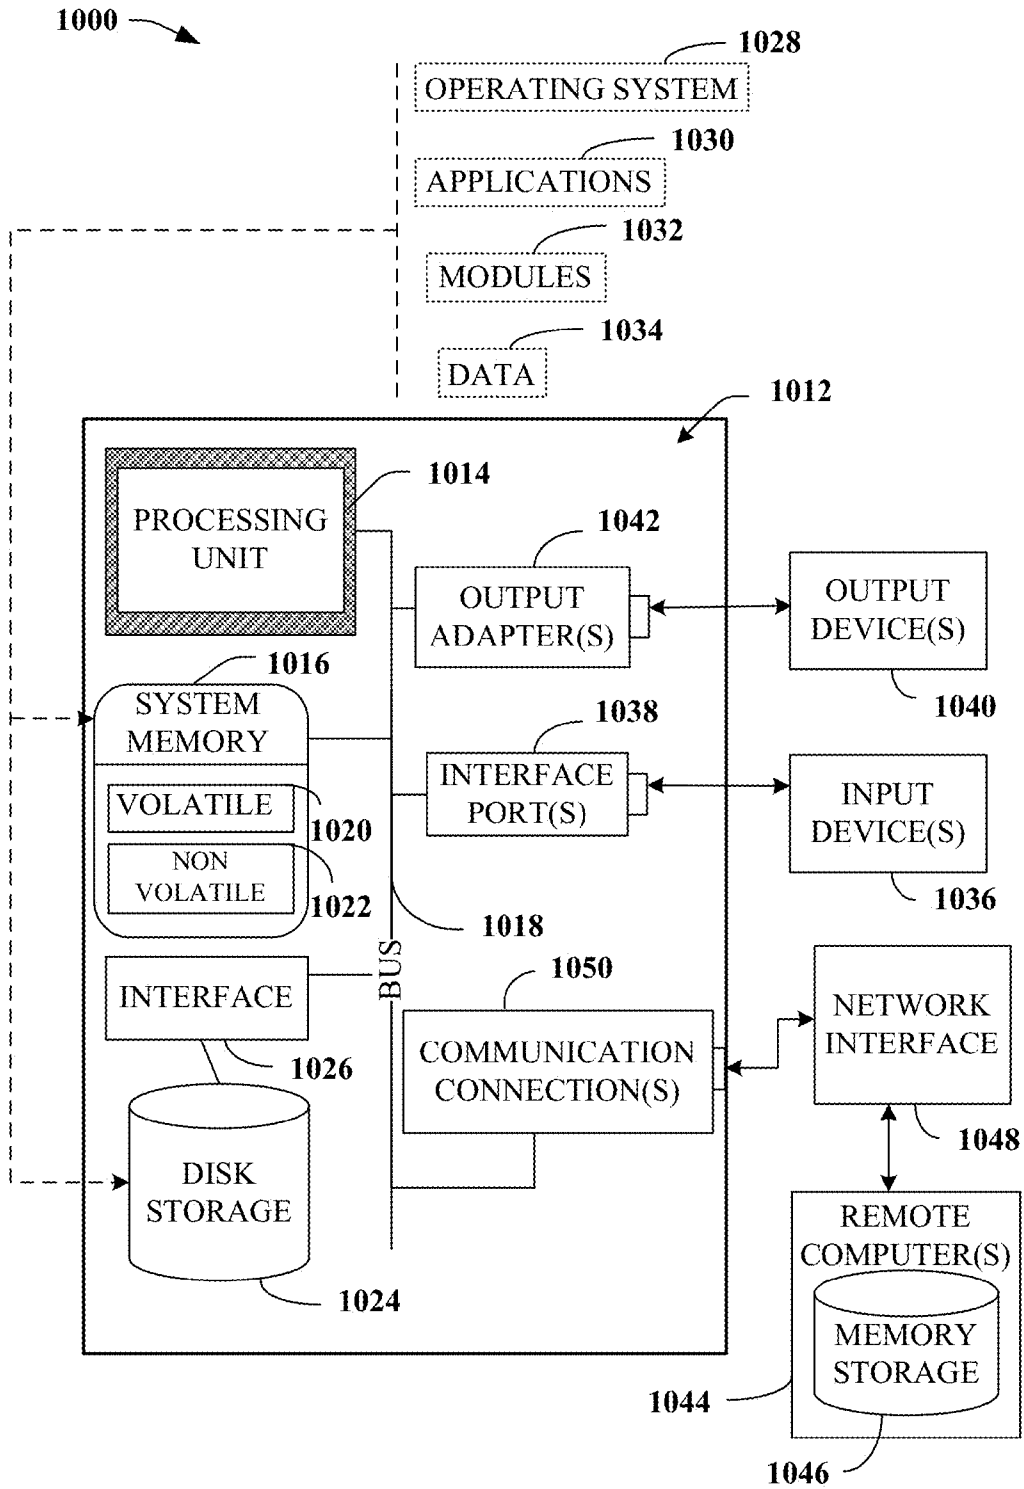 1000
1028
OPERATING SYSTEM
1030
APPLICATIONS
1032
MODULES
1034
DATA
1012
1014
PROCESSING
UNIT
1042
OUTPUT
ADAPTER(S)
OUTPUT
DEVICE(S)
1040
1016
SYSTEM
MEMORY
VOLATILE
1020
NON
VOLATILE
1022
1038
INTERFACE
PORT(S)
INPUT
DEVICE(S)
1036
1018
BUS
INTERFACE
1026
1050
COMMUNICATION
CONNECTION(S)
NETWORK
INTERFACE
1048
DISK
STORAGE
1024
REMOTE
COMPUTER(S)
MEMORY
STORAGE
1044
1046